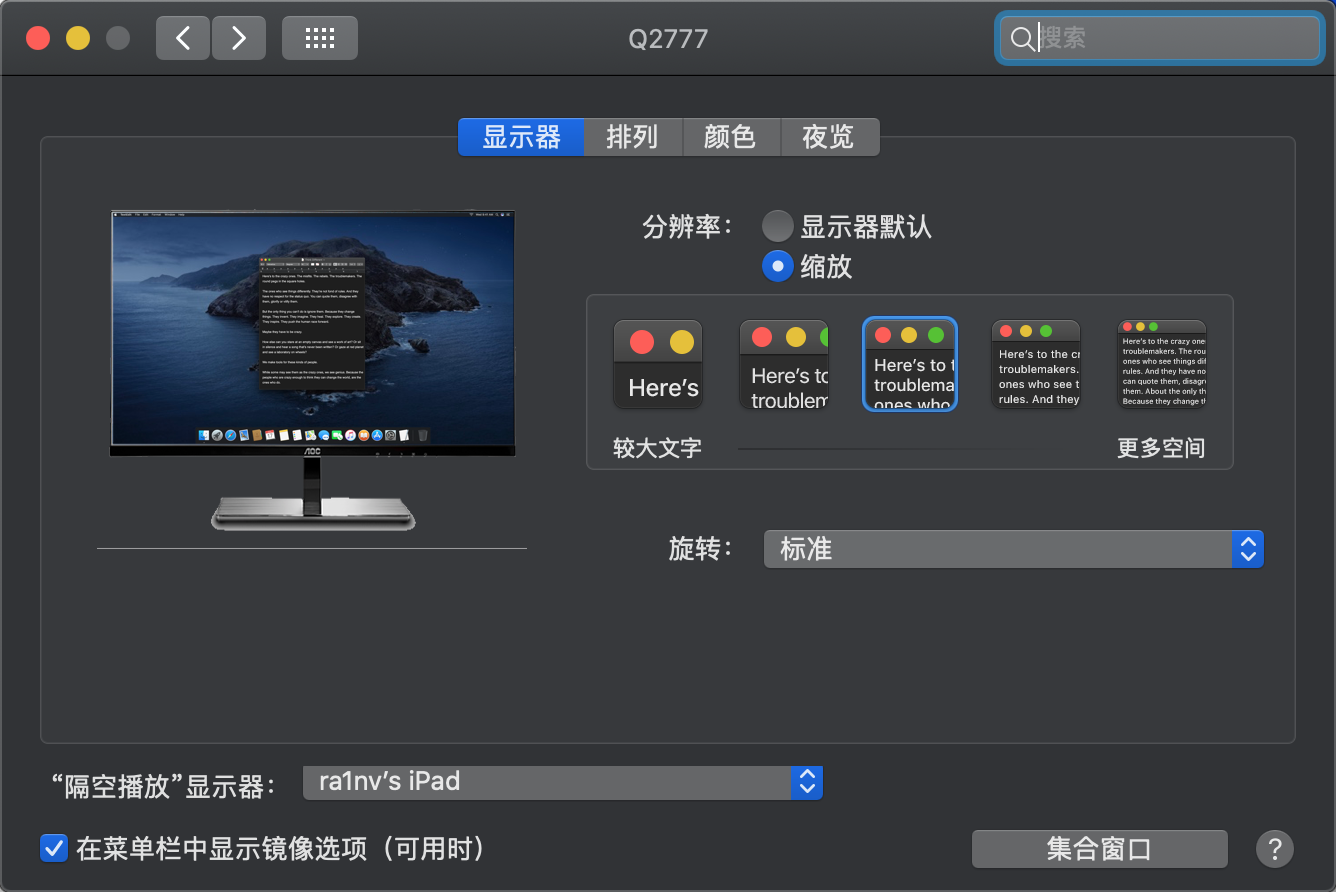 Q2777
搜索
显示器
排列
颜色
夜览
分辨率：
显示器默认
缩放
Here's
Here's to
troublem
Here's to t
troublema
ones who
Here's to the cr
troublemakers.
ones who see t
rules. And they
Here's to the crazy one
troublemakers. The rou
ones who see things dif
rules. And they have no
can quote them, disagre
them. About the only th
Because they change t
较大文字
更多空间
AOC
旋转：
标准
“隔空播放”显示器：
ra1nv’s iPad
在菜单栏中显示镜像选项（可用时）
集合窗口
?